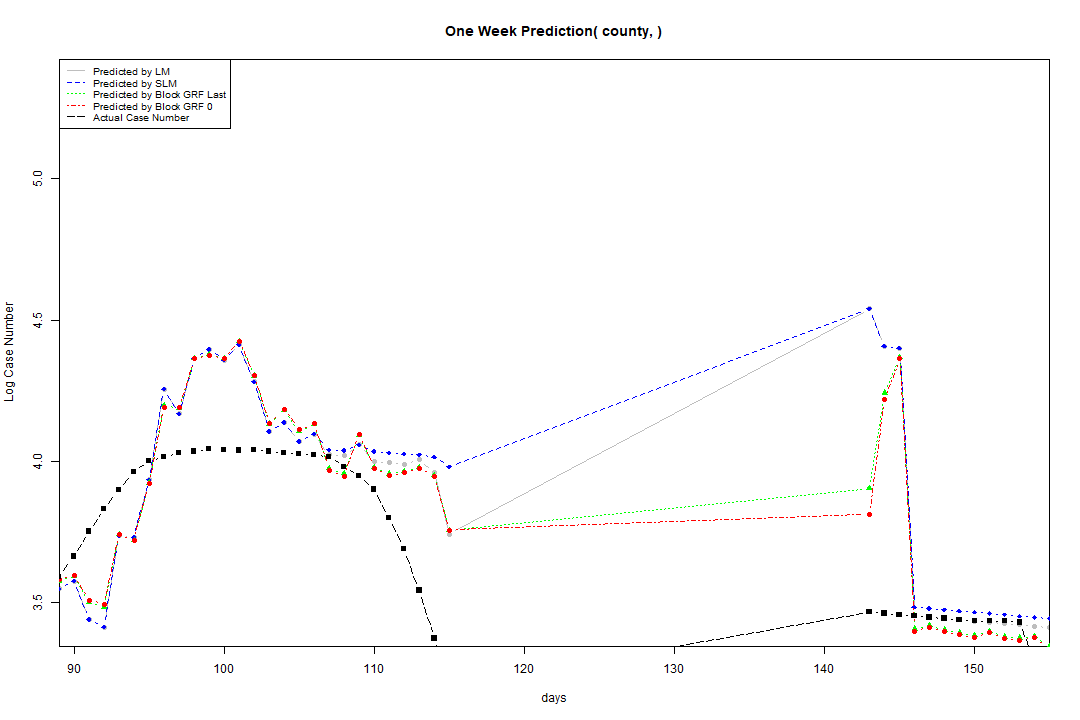 One Week Prediction( county, )
Predicted by LM
Predicted by SLM
Predicted by Block GRF Last
Predicted by Block GRF 0
Actual Case Number
Log Case Number
5.0
4.5
4.0
3.5
90 100 110 120 130 140 150
days